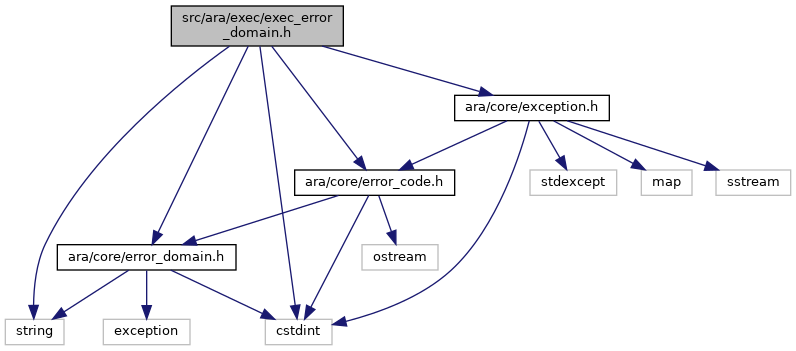 src/ara/exec/exec_error
_domain.h
ara/core/exception.h
ara/core/error_code.h
stdexcept
map
sstream
ara/core/error_domain.h
ostream
string
exception
cstdint